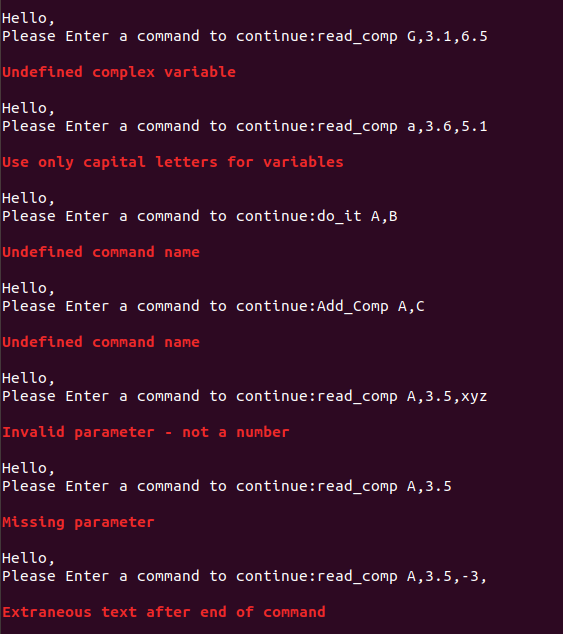 Hello,
Please Enter a command to continue:read_comp G,3.1,6.5
Undefined complex variable
Hello,
Please Enter a command to continue:read_comp a,3.6,5.1
Use only capital letters for variables
Hello,
Please Enter a command to continue:do_it A,B
Undefined command name
Hello,
Please Enter a command to continue:Add_Comp A,C
Undefined command name
Hello,
Please Enter a command to continue:read_comp A,3.5,xyz
Invalid parameter - not a number
Hello,
Please Enter a command to continue:read_comp A,3.5
Missing parameter
Hello,
Please Enter a command to continue:read_comp A,3.5,-3,
Extraneous text after end of command